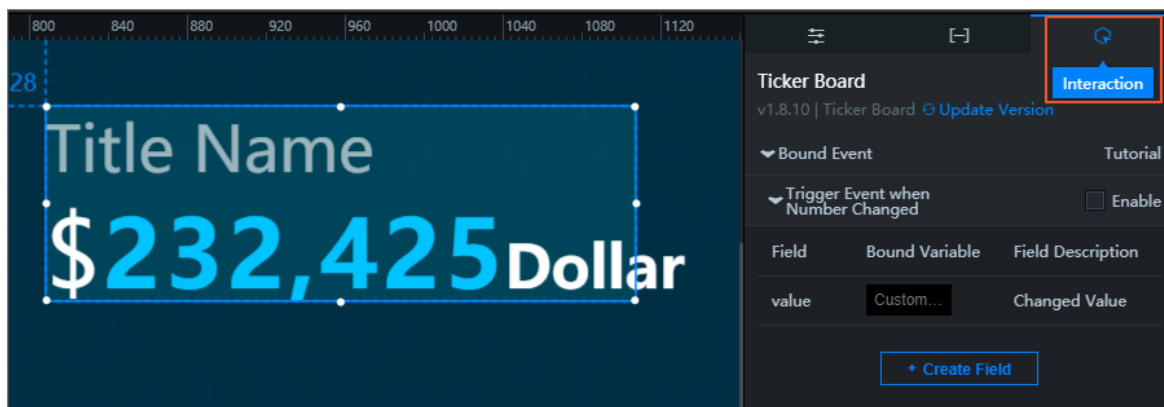 800 840 880 920 960 1000 1040 1080 1120
28
Title Name
$232,425Dollar
Interaction
Ticker Board
v1.8.10 | Ticker Board Update Version
Bound Event Tutorial
Trigger Event when
Number Changed
Enable
Field Bound Variable Field Description
value Custom... Changed Value
+ Create Field